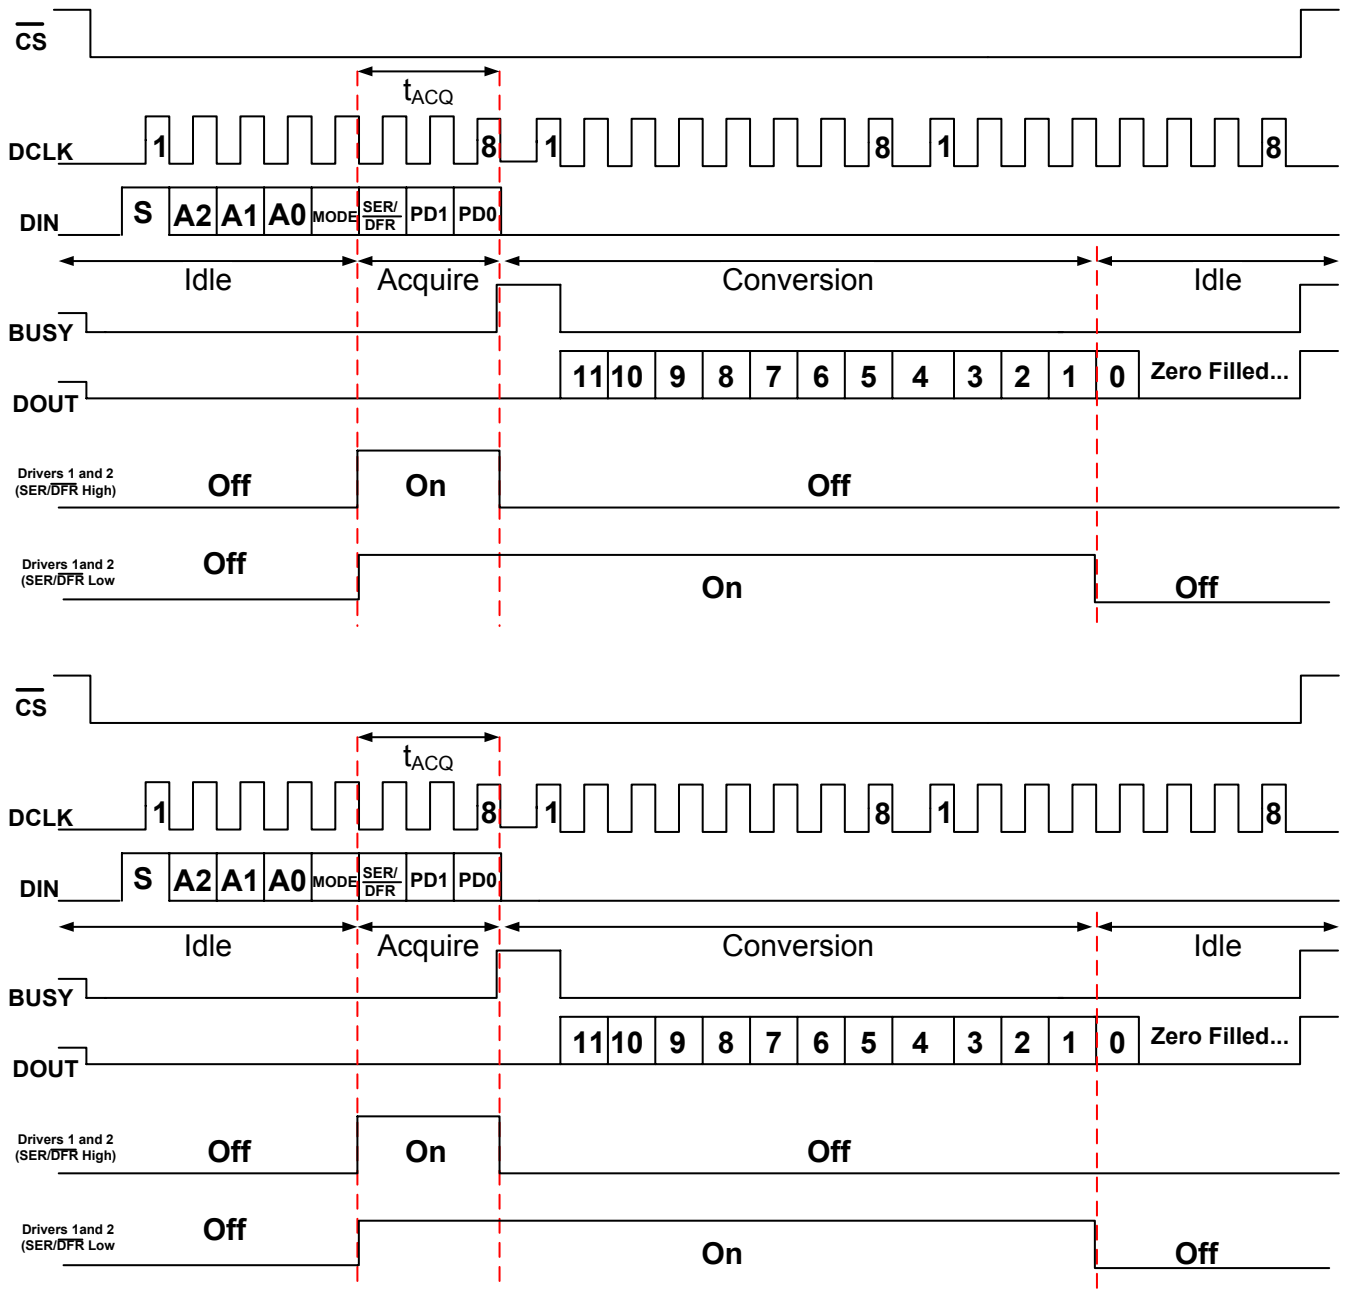 CS
tACQ
DCLK 1 8 1 8 1 8
DIN S A2 A1 A0 MODE SER/DFR PD1 PD0
Idle Acquire Conversion Idle
BUSY
DOUT 11 10 9 8 7 6 5 4 3 2 1 0 Zero Filled...
Drivers 1 and 2
(SER/DFR High)
Off On Off
Drivers 1and 2
(SER/DFR Low
Off On Off
CS
tACQ
DCLK 1 8 1 8 1 8
DIN S A2 A1 A0 MODE SER/DFR PD1 PD0
Idle Acquire Conversion Idle
BUSY
DOUT 11 10 9 8 7 6 5 4 3 2 1 0 Zero Filled...
Drivers 1 and 2
(SER/DFR High)
Off On Off
Drivers 1and 2
(SER/DFR Low
Off On Off